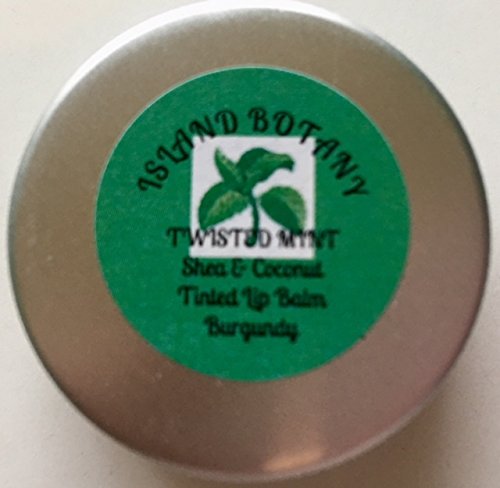 ISLAND BOTANY
TWISTED MINT
Shea & Coconut
Tinted Lip Balm
Burgundy